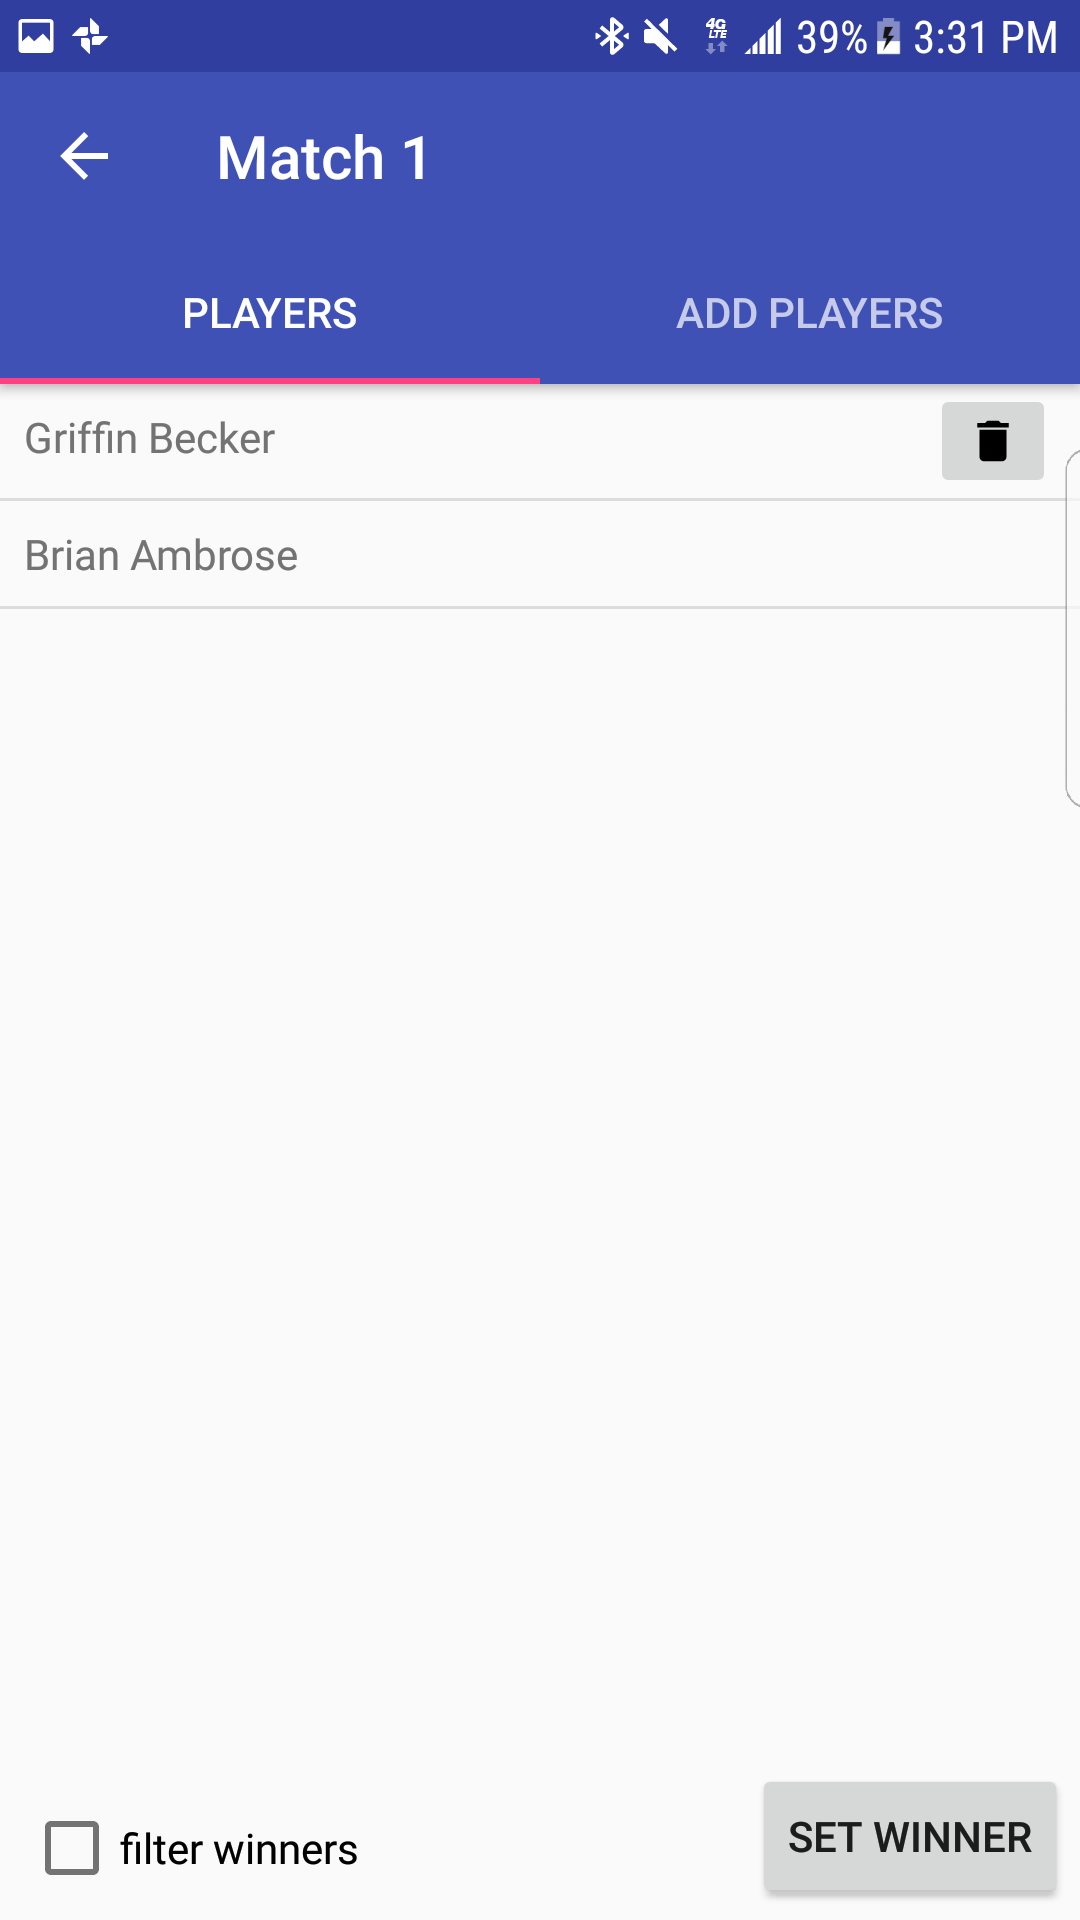 4G LTE 39% 3:31 PM
Match 1
PLAYERS ADD PLAYERS
Griffin Becker
Brian Ambrose
filter winners SET WINNER